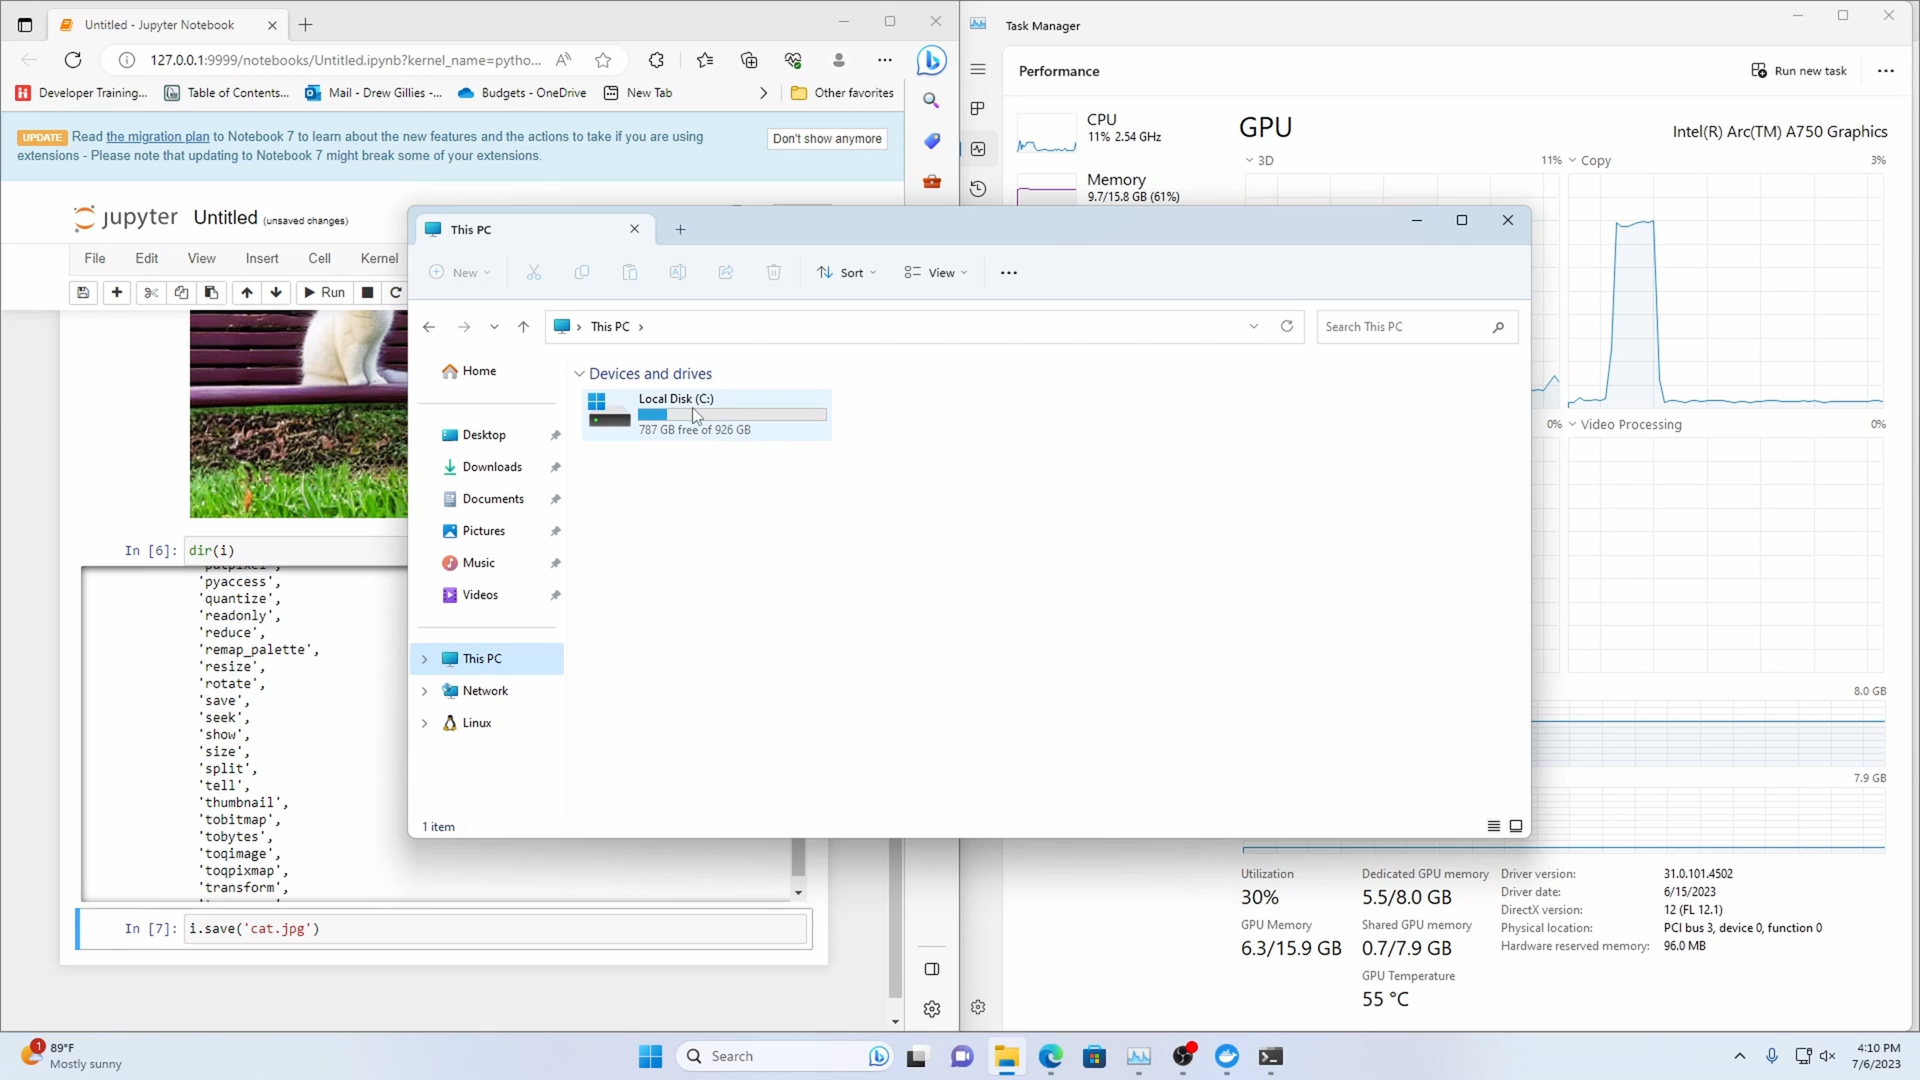 Untitled - Jupyter Notebook
127.0.0.1:9999/notebooks/Untitled.ipynb?kernel_name=pytho...
Developer Training...
Table of Contents...
Mail - Drew Gillies -...
Budgets - OneDrive
New Tab
Other favorites
UPDATE Read the migration plan to Notebook 7 to learn about the new features and the actions to take if you are using
extensions - Please note that updating to Notebook 7 might break some of your extensions.
Don't show anymore
jupyter Untitled (unsaved changes)
File Edit View Insert Cell Kernel
Run
In [6]: dir(i)
'pyaccess',
'quantize',
'readonly',
'reduce',
'remap_palette',
'resize',
'rotate',
'save',
'seek',
'show',
'size',
'split',
'tell',
'thumbnail',
'tobitmap',
'tobytes',
'toqimage',
'toqpixmap',
'transform',
In [7]: i.save('cat.jpg')
This PC
New
Sort
View
This PC
Search This PC
Home
Desktop
Downloads
Documents
Pictures
Music
Videos
This PC
Network
Linux
Devices and drives
Local Disk (C:)
787 GB free of 926 GB
1 item
Task Manager
Performance
Run new task
CPU
11% 2.54 GHz
Memory
9.7/15.8 GB (61%)
GPU
Intel(R) Arc(TM) A750 Graphics
3D
11%
Copy
3%
0%
Video Processing
0%
8.0 GB
7.9 GB
Utilization
30%
GPU Memory
6.3/15.9 GB
Dedicated GPU memory
5.5/8.0 GB
Shared GPU memory
0.7/7.9 GB
GPU Temperature
55 °C
Driver version: 31.0.101.4502
Driver date: 6/15/2023
DirectX version: 12 (FL 12.1)
Physical location: PCI bus 3, device 0, function 0
Hardware reserved memory: 96.0 MB
1
89°F
Mostly sunny
Search
4:10 PM
7/6/2023